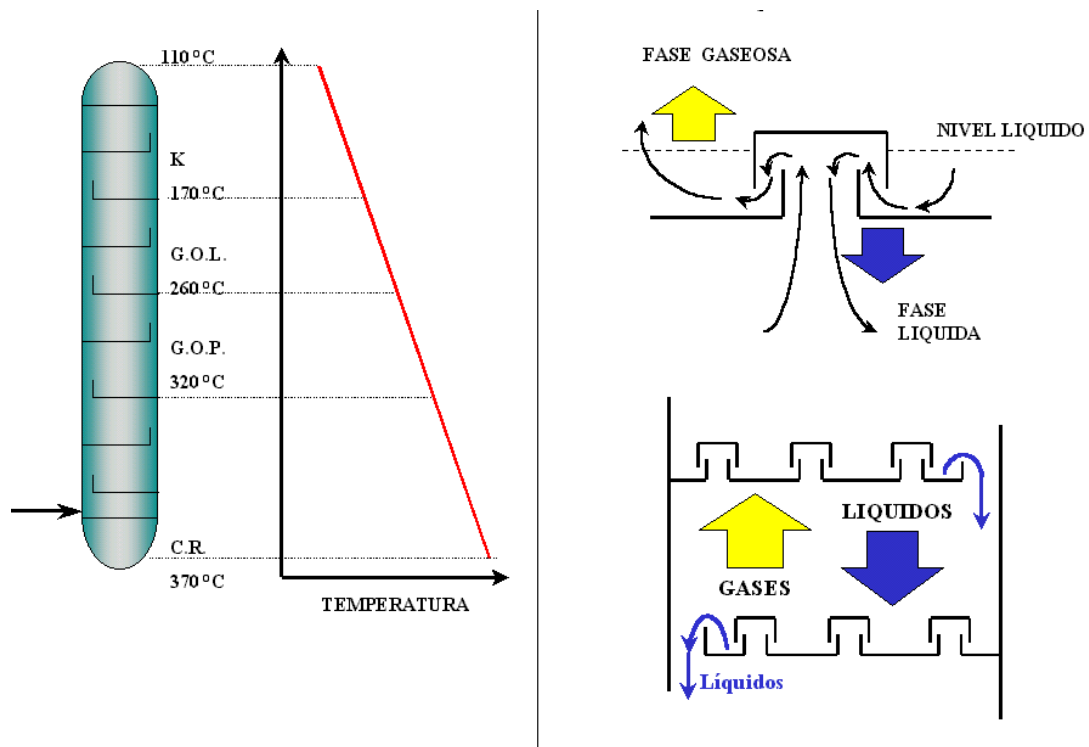 110 °C
K
170°C
G.O.L.
260°C
G.O.P.
320°C
C.R.
370°C
TEMPERATURA
FASE GASEOSA
NIVEL LIQUIDO
FASE
LIQUIDA
LIQUIDOS
GASES
Líquidos